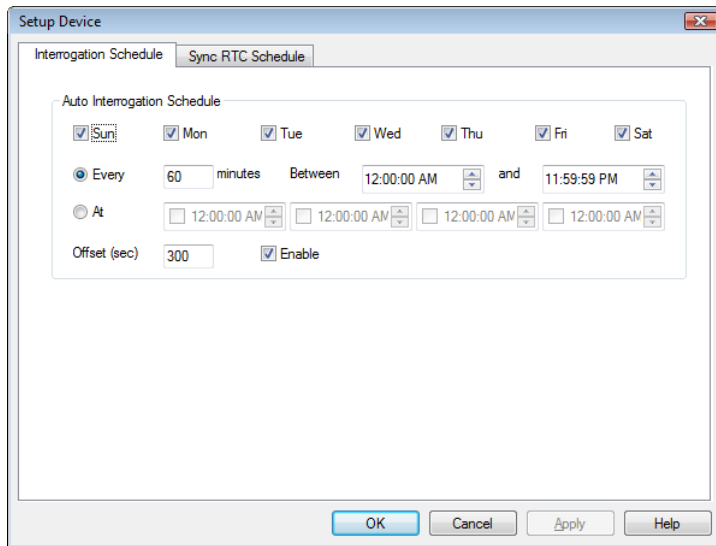 Setup Device
Interrogation Schedule Sync RTC Schedule
Auto Interrogation Schedule
Sun Mon Tue Wed Thu Fri Sat
Every 60 minutes Between 12:00:00 AM and 11:59:59 PM
At 12:00:00 AM 12:00:00 AM 12:00:00 AM 12:00:00 AM
Offset (sec) 300 Enable
OK Cancel Apply Help